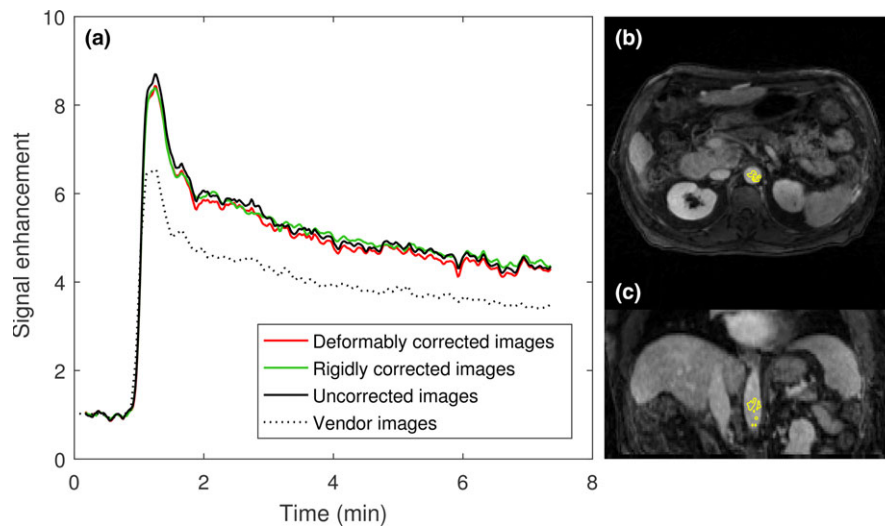 (a)
10
8
6
4
2
0
Signal enhancement
Deformably corrected images
Rigidly corrected images
Uncorrected images
Vendor images
0 2 4 6 8
Time (min)
(b)
(c)